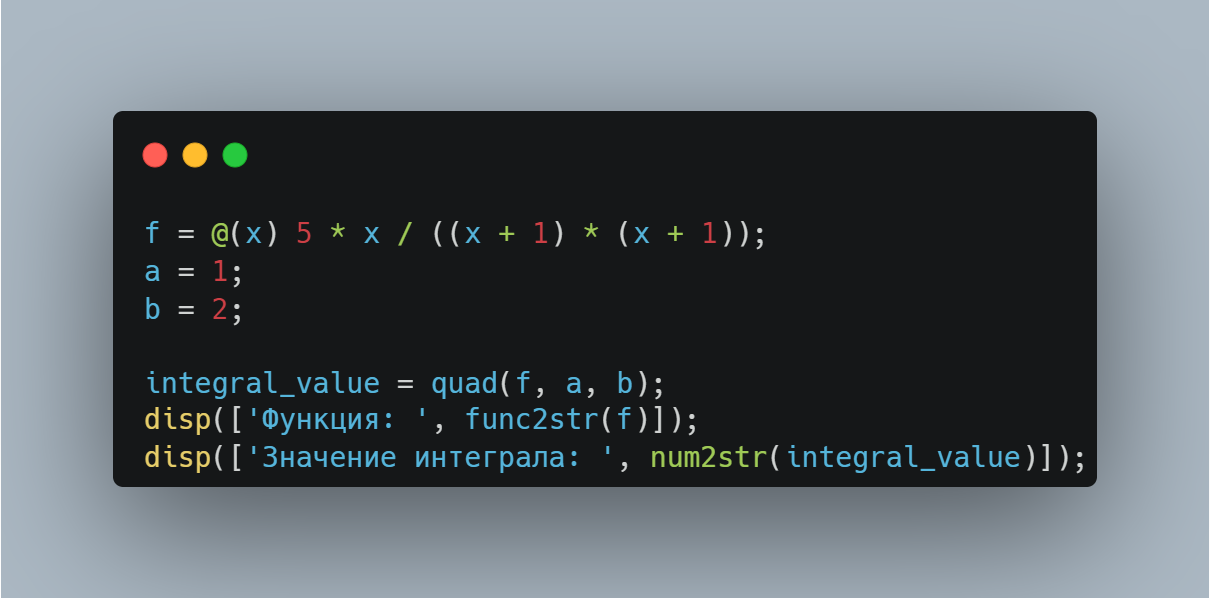 f = @(x) 5 * x / ((x + 1) * (x + 1));
a = 1;
b = 2;
integral_value = quad(f, a, b);
disp(['Функция: ', func2str(f)]);
disp(['Значение интеграла: ', num2str(integral_value)]);